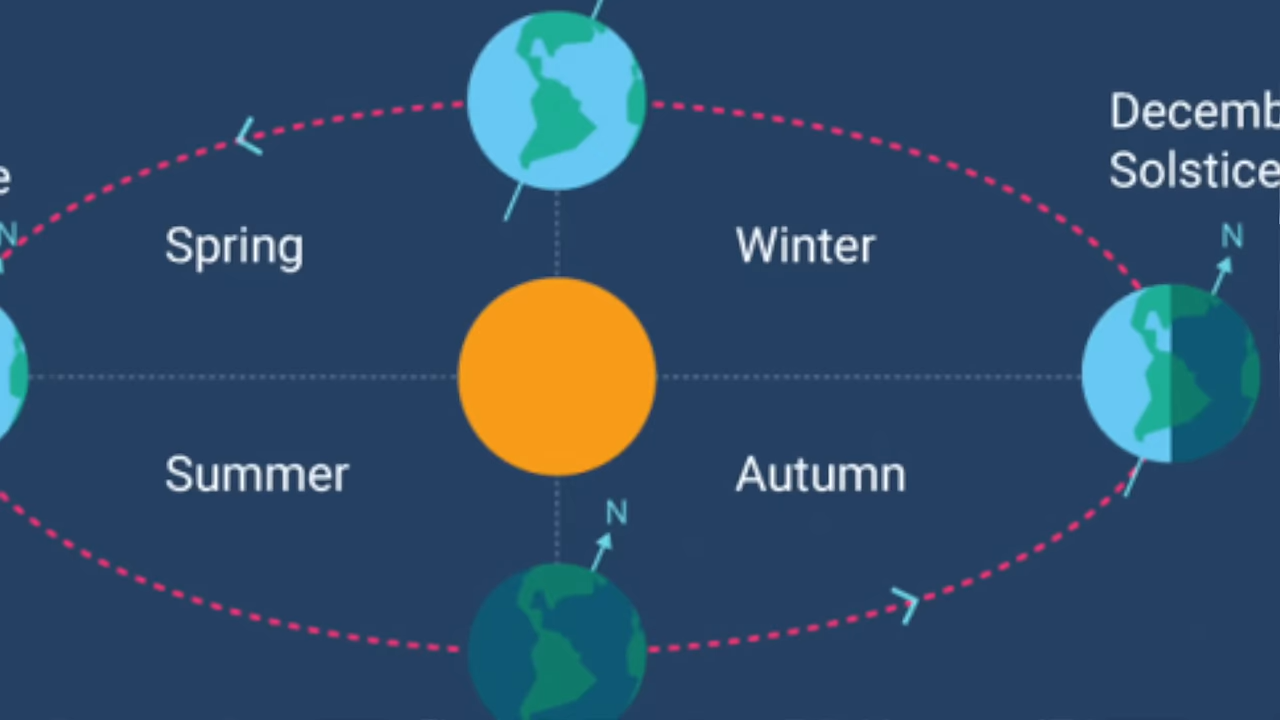 Decemb
Solstice
e
N
N
Spring
Winter
Summer
Autumn
N